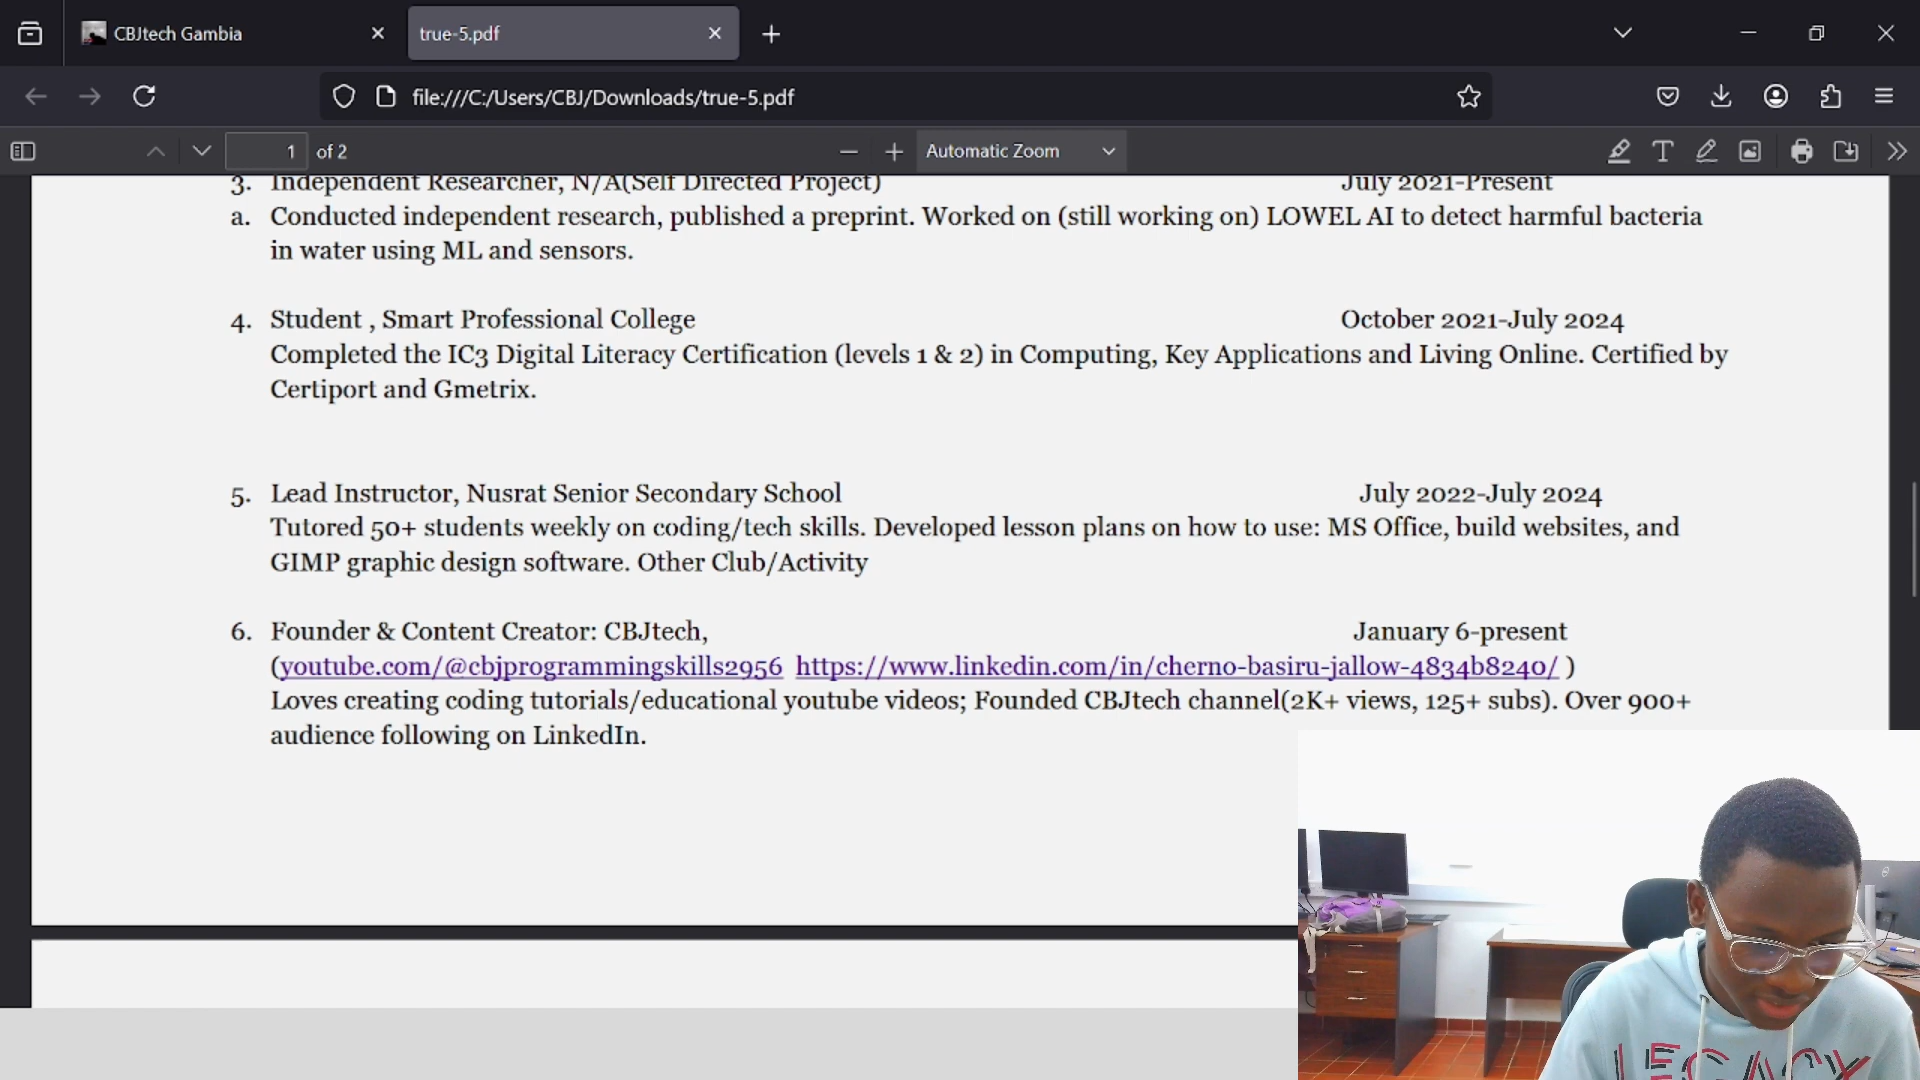 CBJtech Gambia
true-5.pdf
file:///C:/Users/CBJ/Downloads/true-5.pdf
1 of 2
Automatic Zoom
3. Independent Researcher, N/A(Self Directed Project) July 2021-Present
a. Conducted independent research, published a preprint. Worked on (still working on) LOWEL AI to detect harmful bacteria
in water using ML and sensors.
4. Student , Smart Professional College October 2021-July 2024
Completed the IC3 Digital Literacy Certification (levels 1 & 2) in Computing, Key Applications and Living Online. Certified by
Certiport and Gmetrix.
5. Lead Instructor, Nusrat Senior Secondary School July 2022-July 2024
Tutored 50+ students weekly on coding/tech skills. Developed lesson plans on how to use: MS Office, build websites, and
GIMP graphic design software. Other Club/Activity
6. Founder & Content Creator: CBJtech, January 6-present
(youtube.com/@cbjprogrammingskills2956 https://www.linkedin.com/in/cherno-basiru-jallow-4834b8240/ )
Loves creating coding tutorials/educational youtube videos; Founded CBJtech channel(2K+ views, 125+ subs). Over 900+
audience following on LinkedIn.
LEGACY